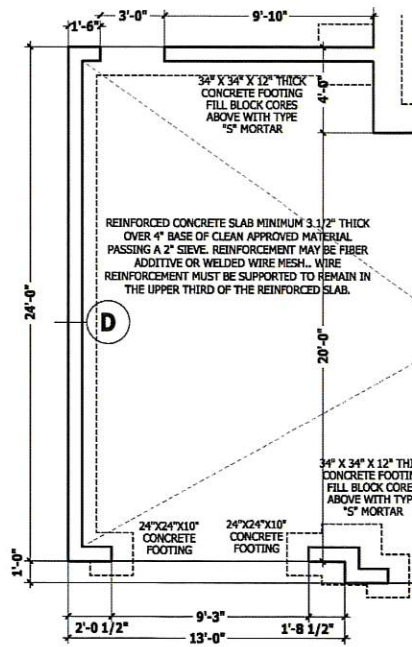 3'-0"
9'-10"
1'-6"
34" X 34" X 12" THICK
CONCRETE FOOTING
FILL BLOCK CORES
ABOVE WITH TYPE
"S" MORTAR
4'-0"
REINFORCED CONCRETE SLAB MINIMUM 3.1/2" THICK
OVER 4" BASE OF CLEAN APPROVED MATERIAL
PASSING A 2" SIEVE. REINFORCEMENT MAY BE FIBER
ADDITIVE OR WELDED WIRE MESH.. WIRE
REINFORCEMENT MUST BE SUPPORTED TO REMAIN IN
THE UPPER THIRD OF THE REINFORCED SLAB.
24'-0"
D
20'-0"
34" X 34" X 12" THI
CONCRETE FOOTIN
FILL BLOCK CORE
ABOVE WITH TYP
"S" MORTAR
24"X24"X10"
CONCRETE
FOOTING
24"X24"X10"
CONCRETE
FOOTING
1'-0"
9'-3"
2'-0 1/2"
1'-8 1/2"
13'-0"